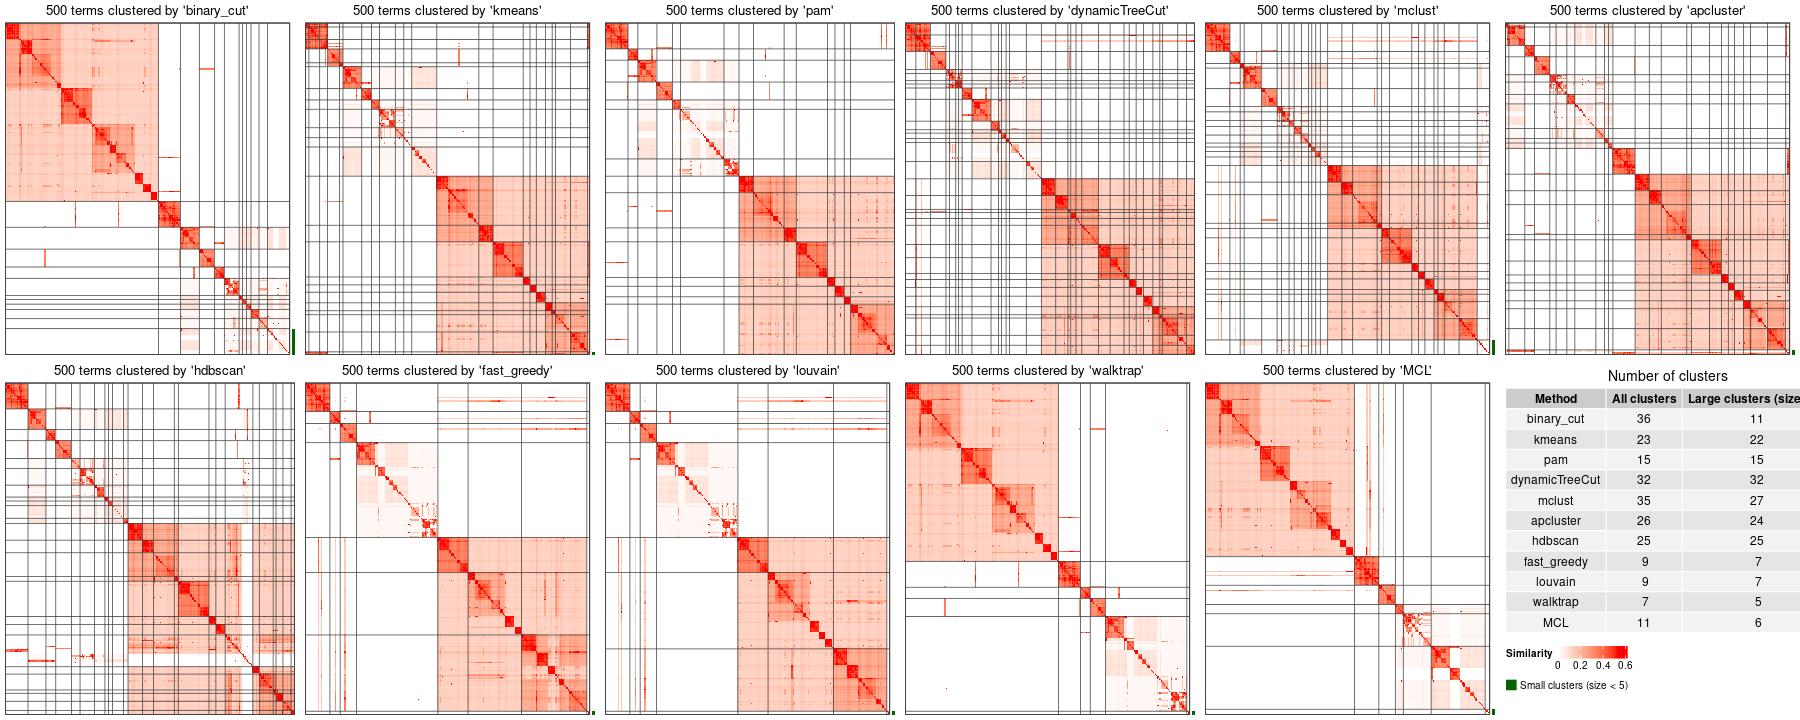 500 terms clustered by 'binary_cut'
500 terms clustered by 'kmeans'
500 terms clustered by 'pam'
500 terms clustered by 'dynamicTreeCut'
500 terms clustered by 'mclust'
500 terms clustered by 'apcluster'
500 terms clustered by 'hdbscan'
500 terms clustered by 'fast_greedy'
500 terms clustered by 'louvain'
500 terms clustered by 'walktrap'
500 terms clustered by 'MCL'
Number of clusters
Method All clusters Large clusters (size
binary_cut 36 11
kmeans 23 22
pam 15 15
dynamicTreeCut 32 32
mclust 35 27
apcluster 26 24
hdbscan 25 25
fast_greedy 9 7
louvain 9 7
walktrap 7 5
MCL 11 6
Similarity
0 0.2 0.4 0.6
Small clusters (size < 5)